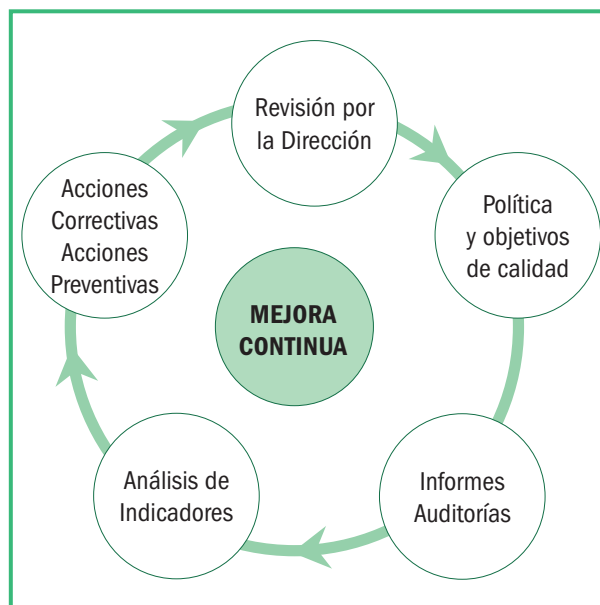 Revisión por
la Dirección
Política
y objetivos
de calidad
Informes
Auditorías
Análisis de
Indicadores
Acciones
Correctivas
Acciones
Preventivas
MEJORA
CONTINUA